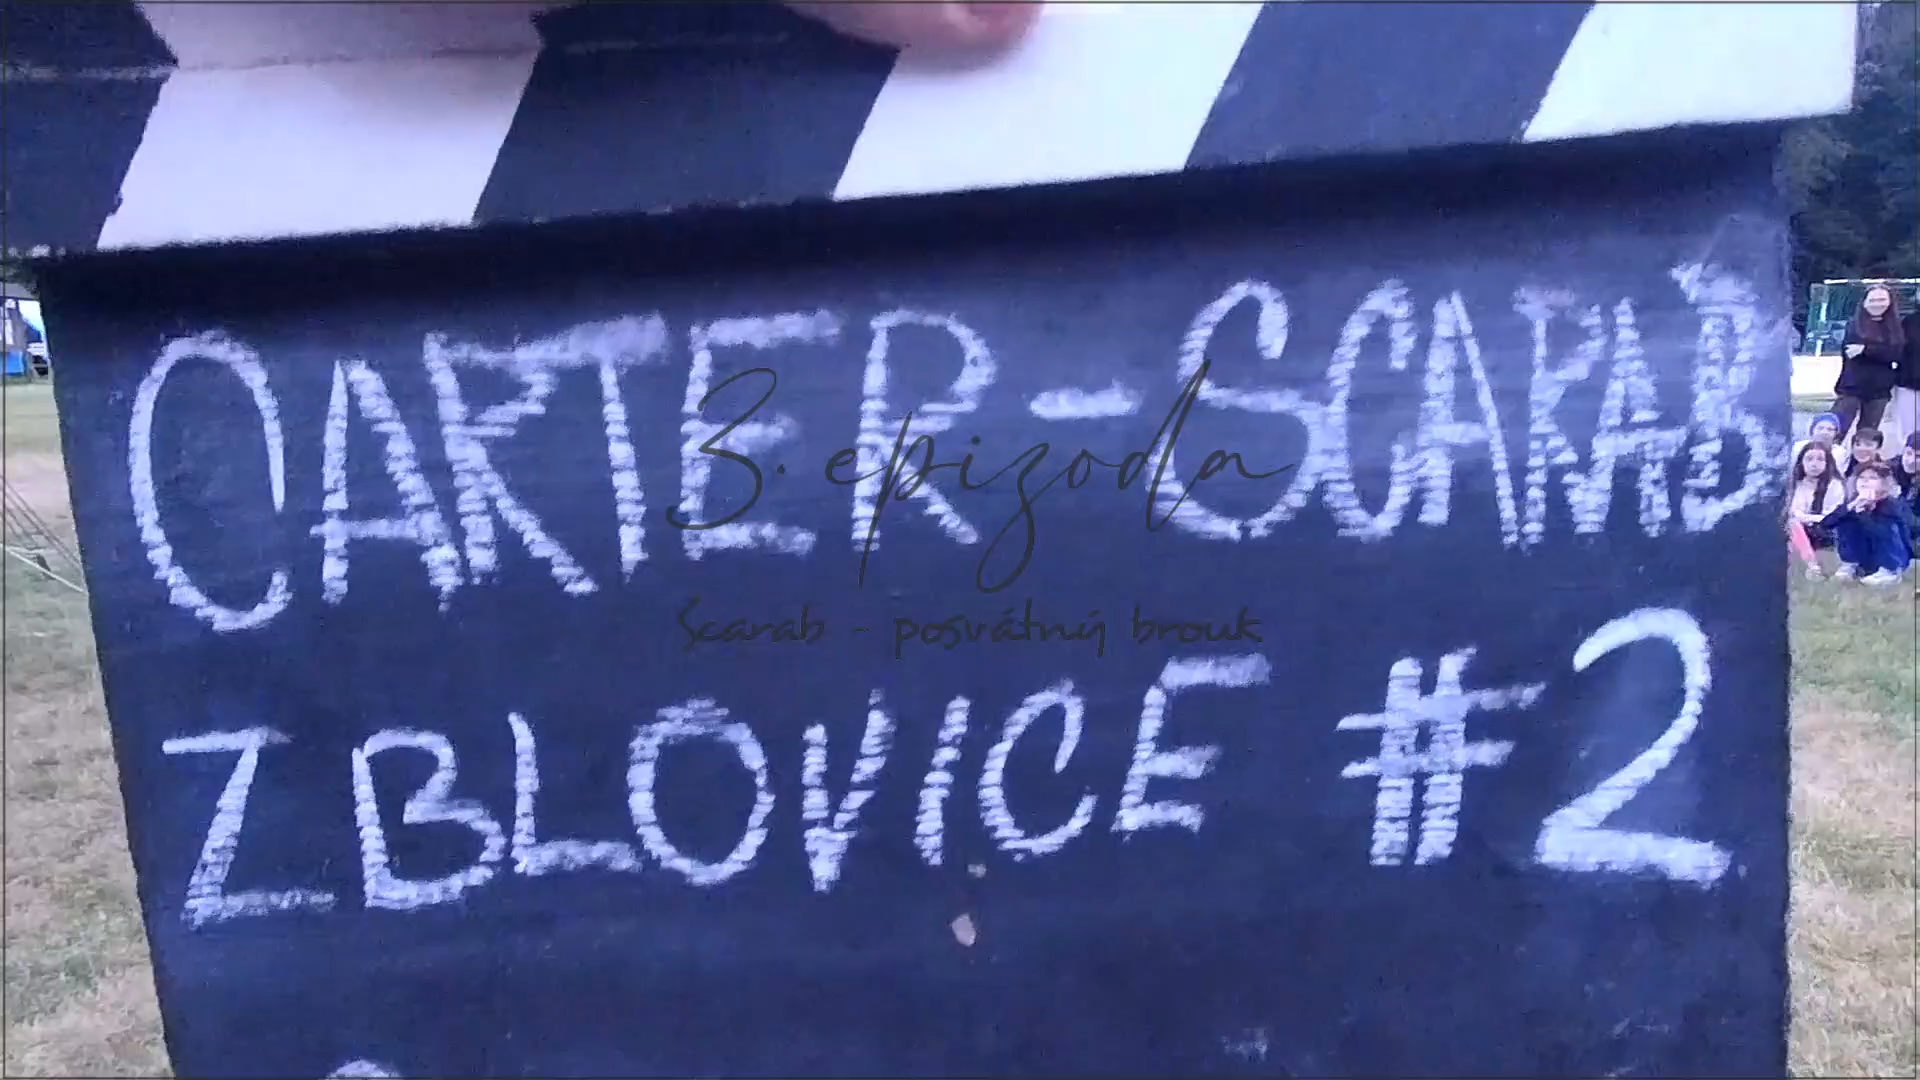 CARTER - SCARAB
3. epizoda
Scarab - posvátný brouk
ZBLOVICE #2